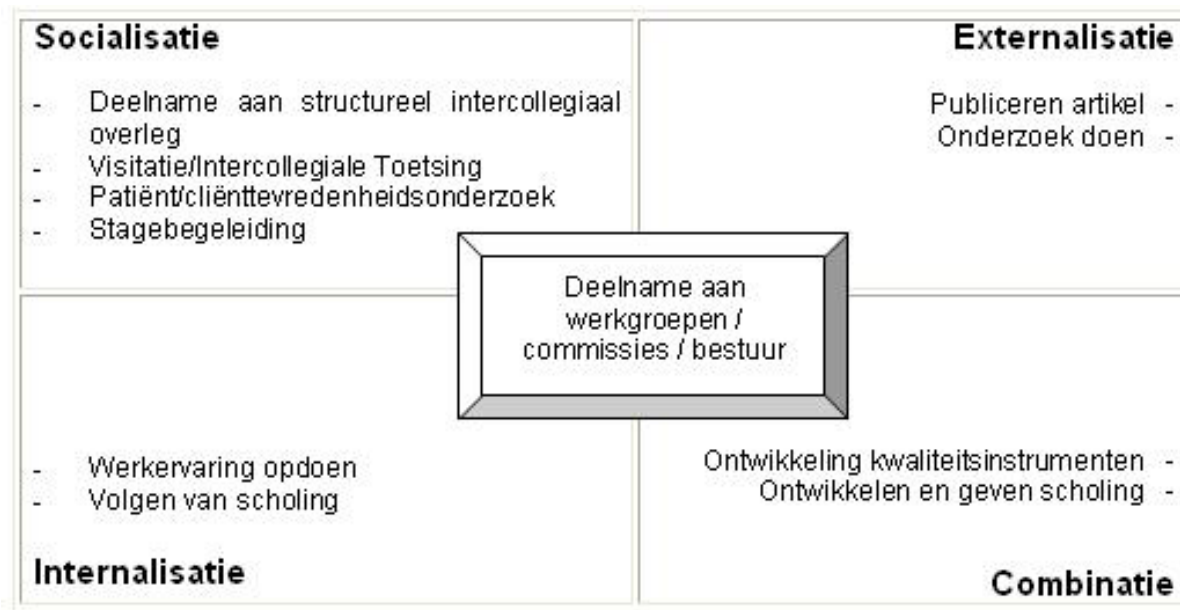 Socialisatie
- Deelname aan structureel intercollegiaal
overleg
- Visitatie/Intercollegiale Toetsing
- Patiënt/cliënttevredenheidsonderzoek
- Stagebegeleiding
Externalisatie
Publiceren artikel -
Onderzoek doen -
Deelname aan
werkgroepen /
commissies / bestuur
- Werkervaring opdoen
- Volgen van scholing
Internalisatie
Ontwikkeling kwaliteitsinstrumenten -
Ontwikkelen en geven scholing -
Combinatie